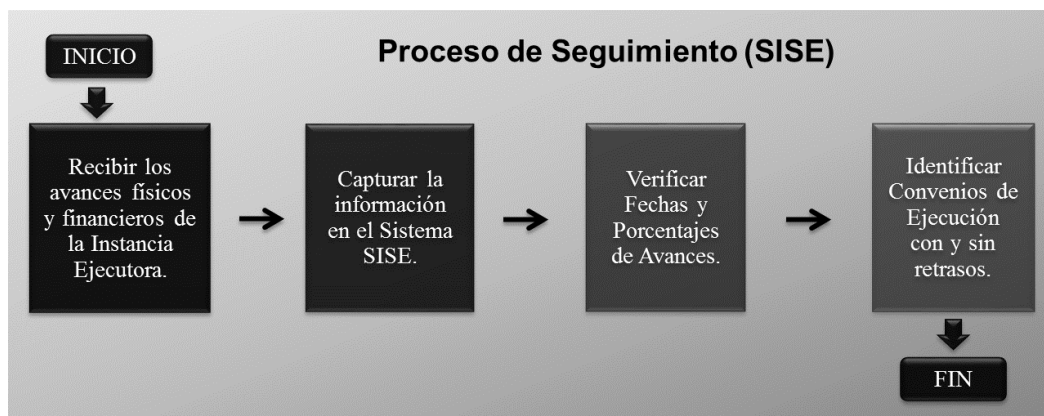 INICIO
Proceso de Seguimiento (SISE)
Recibir los
avances físicos
y financieros de
la Instancia
Ejecutora.
Capturar la
información
en el Sistema
SISE.
Verificar
Fechas y
Porcentajes
de Avances.
Identificar
Convenios de
Ejecución
con y sin
retrasos.
FIN